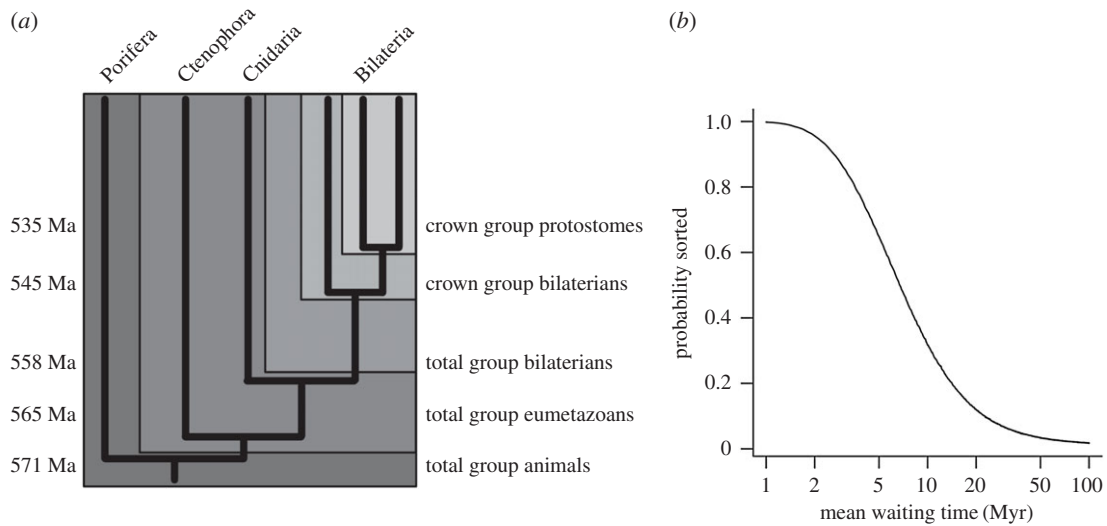 (a)
Porifera
Ctenophora
Cnidaria
Bilateria
535 Ma
crown group protostomes
545 Ma
crown group bilaterians
558 Ma
total group bilaterians
565 Ma
total group eumetazoans
571 Ma
total group animals
(b)
probability sorted
1.0
0.8
0.6
0.4
0.2
0
1 2 5 10 20 50 100
mean waiting time (Myr)